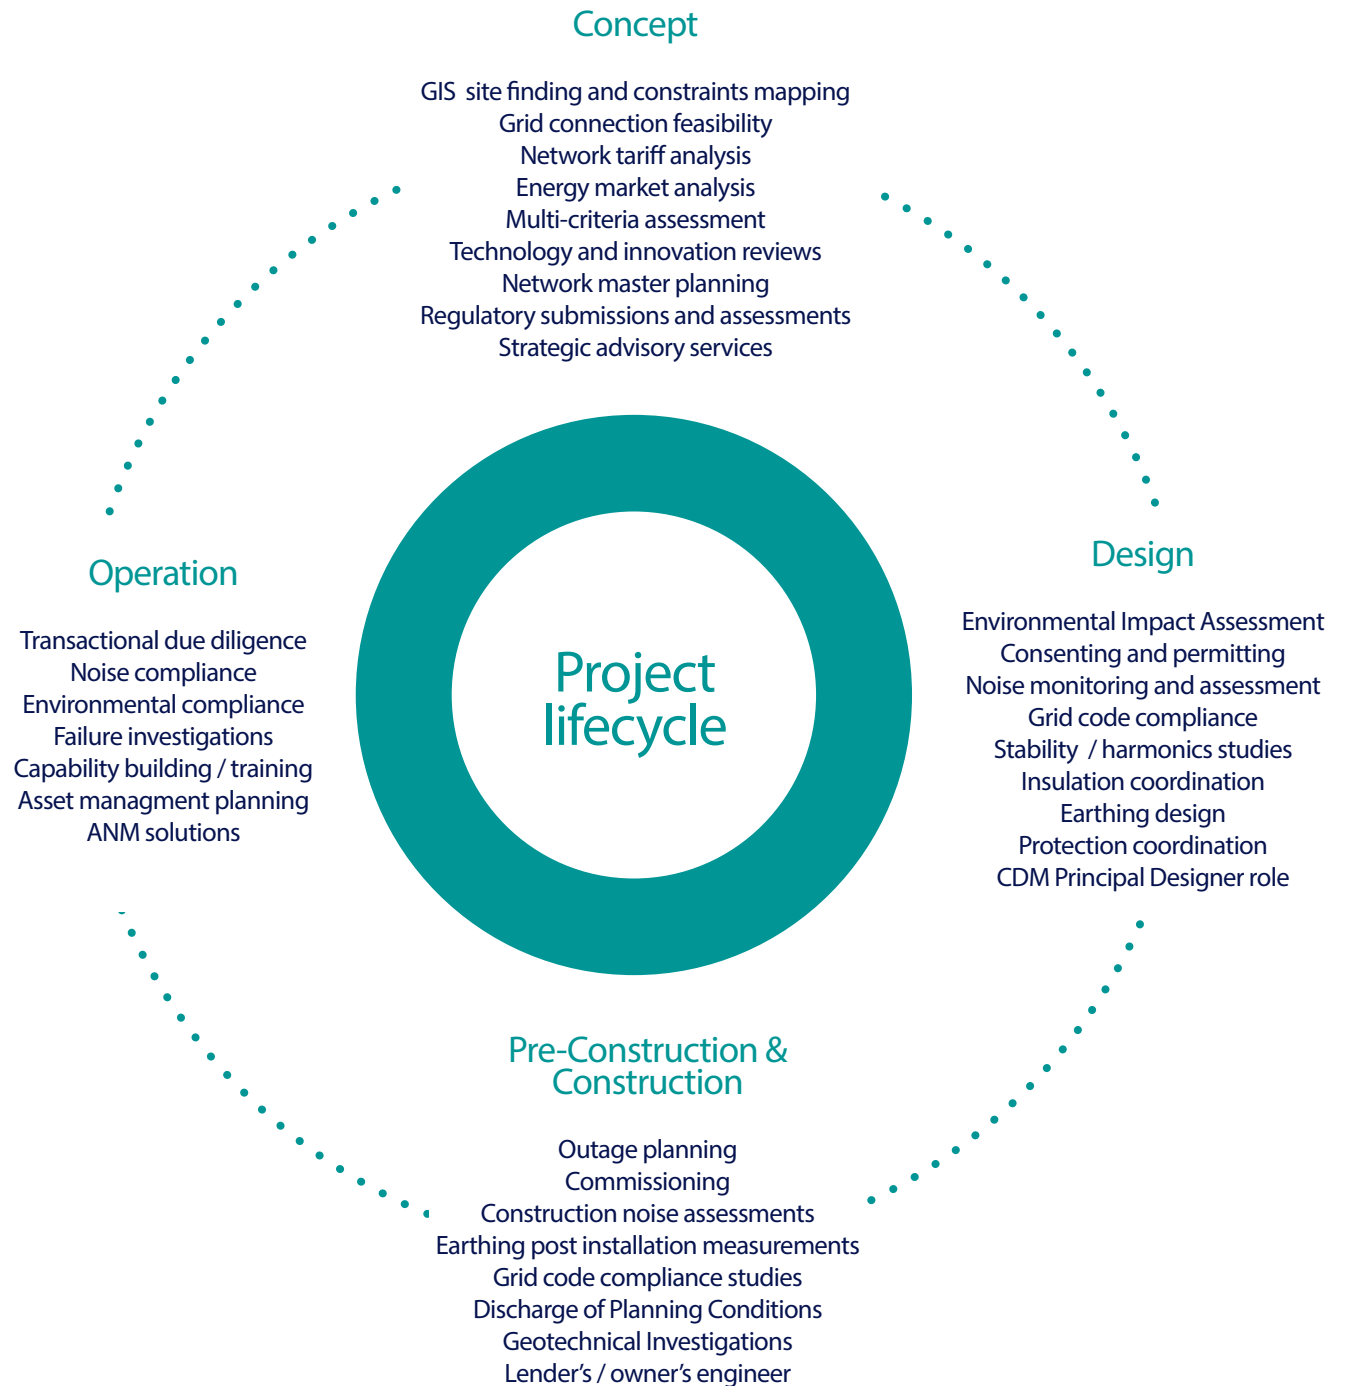 Concept
GIS site finding and constraints mapping
Grid connection feasibility
Network tariff analysis
Energy market analysis
Multi-criteria assessment
Technology and innovation reviews
Network master planning
Regulatory submissions and assessments
Strategic advisory services
Design
Environmental Impact Assessment
Consenting and permitting
Noise monitoring and assessment
Grid code compliance
Stability / harmonics studies
Insulation coordination
Earthing design
Protection coordination
CDM Principal Designer role
Operation
Transactional due diligence
Noise compliance
Environmental compliance
Failure investigations
Capability building / training
Asset managment planning
ANM solutions
Project
lifecycle
Pre-Construction &
Construction
Outage planning
Commissioning
Construction noise assessments
Earthing post installation measurements
Grid code compliance studies
Discharge of Planning Conditions
Geotechnical Investigations
Lender’s / owner’s engineer